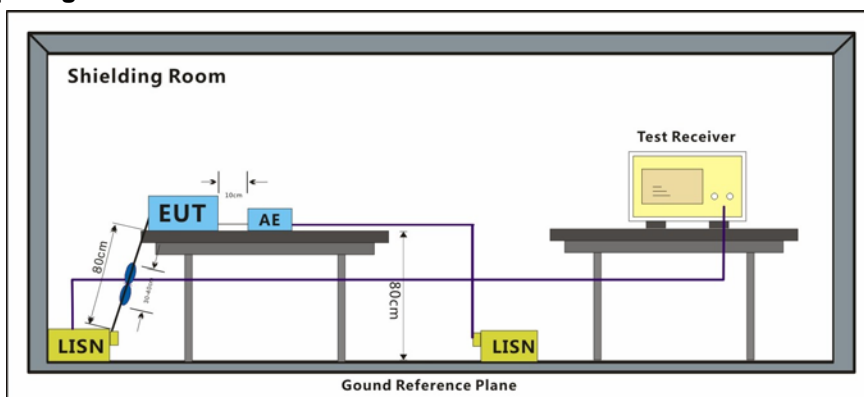 Shielding Room
Test Receiver
10cm
EUT
AE
80cm
30-40cm
80cm
LISN
LISN
Gound Reference Plane